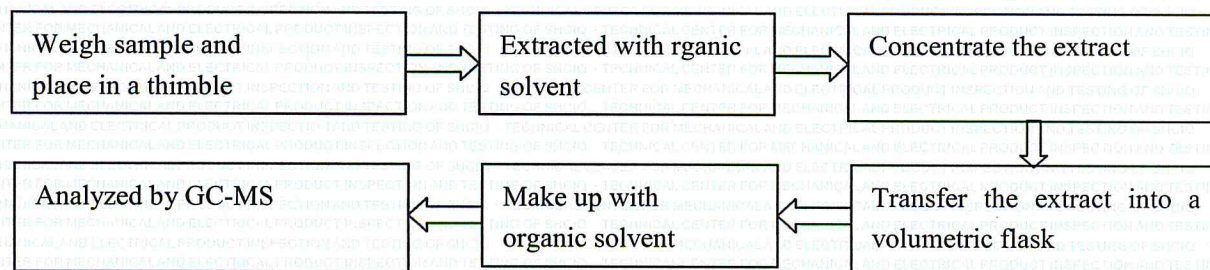 Weigh sample and
place in a thimble
Extracted with rganic
solvent
Concentrate the extract
Transfer the extract into a
volumetric flask
Make up with
organic solvent
Analyzed by GC-MS